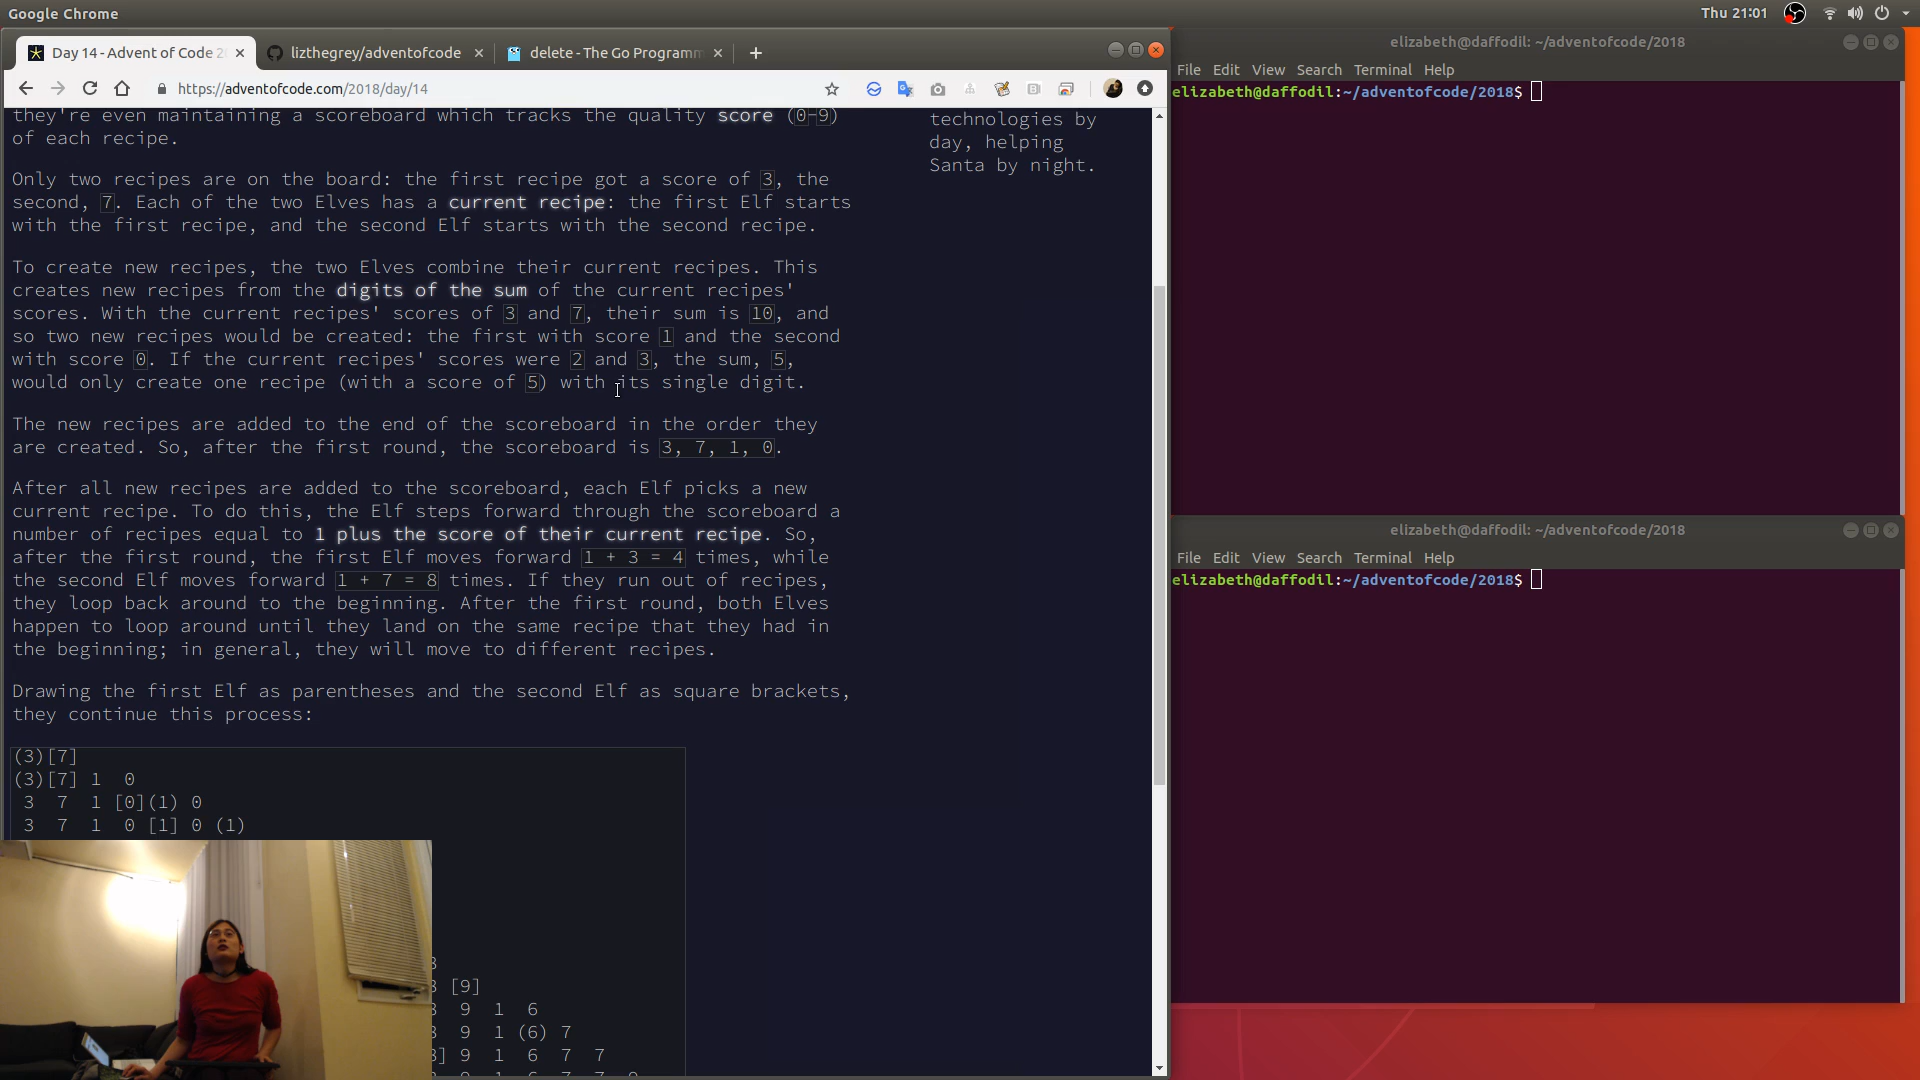 Google Chrome
Thu 21:01
Day 14 - Advent of Code 2
lizthegrey/adventofcode
delete - The Go Programm
https://adventofcode.com/2018/day/14
they're even maintaining a scoreboard which tracks the quality score (0-9)
of each recipe.
Only two recipes are on the board: the first recipe got a score of 3, the
second, 7. Each of the two Elves has a current recipe: the first Elf starts
with the first recipe, and the second Elf starts with the second recipe.
To create new recipes, the two Elves combine their current recipes. This
creates new recipes from the digits of the sum of the current recipes'
scores. With the current recipes' scores of 3 and 7, their sum is 10, and
so two new recipes would be created: the first with score 1 and the second
with score 0. If the current recipes' scores were 2 and 3, the sum, 5,
would only create one recipe (with a score of 5) with its single digit.
The new recipes are added to the end of the scoreboard in the order they
are created. So, after the first round, the scoreboard is 3, 7, 1, 0.
After all new recipes are added to the scoreboard, each Elf picks a new
current recipe. To do this, the Elf steps forward through the scoreboard a
number of recipes equal to 1 plus the score of their current recipe. So,
after the first round, the first Elf moves forward 1 + 3 = 4 times, while
the second Elf moves forward 1 + 7 = 8 times. If they run out of recipes,
they loop back around to the beginning. After the first round, both Elves
happen to loop around until they land on the same recipe that they had in
the beginning; in general, they will move to different recipes.
Drawing the first Elf as parentheses and the second Elf as square brackets,
they continue this process:
(3)[7]
(3)[7] 1 0
3 7 1 [0](1) 0
3 7 1 0 [1] 0 (1)
[9]
9 1 6
9 1 (6) 7
] 9 1 6 7 7
technologies by
day, helping
Santa by night.
elizabeth@daffodil: ~/adventofcode/2018
File Edit View Search Terminal Help
elizabeth@daffodil:~/adventofcode/2018$
elizabeth@daffodil: ~/adventofcode/2018
File Edit View Search Terminal Help
elizabeth@daffodil:~/adventofcode/2018$